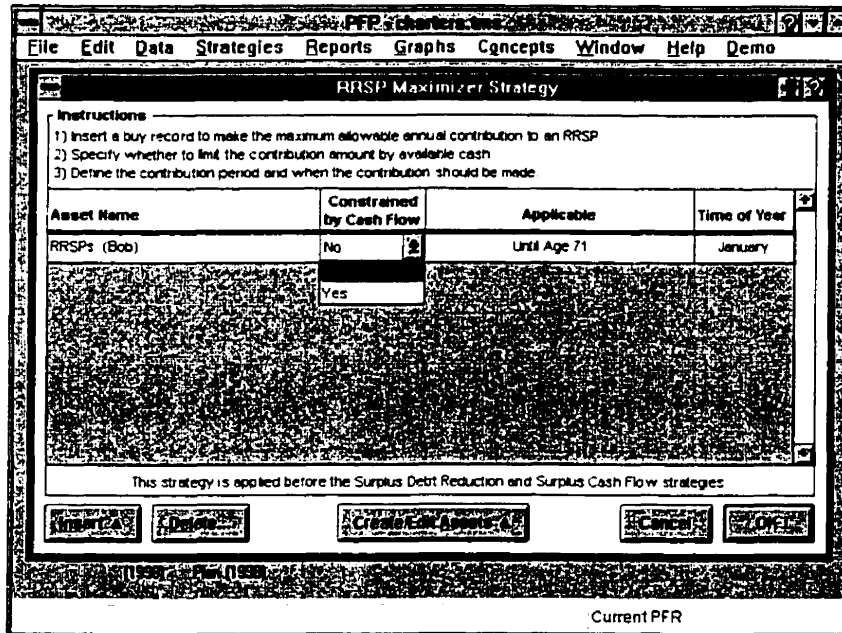 PFP - charters.tms
File Edit Data Strategies Reports Graphs Concepts Window Help Demo
RRSP Maximizer Strategy
Instructions
1) Insert a buy record to make the maximum allowable annual contribution to an RRSP
2) Specify whether to limit the contribution amount by available cash
3) Define the contribution period and when the contribution should be made.
Asset Name Constrained by Cash Flow Applicable Time of Year
RRSPs (Bob) No Until Age 71 January
Yes
This strategy is applied before the Surplus Debt Reduction and Surplus Cash Flow strategies
Insert Delete Create/Edit Assets Cancel OK
Plan
Current PFR